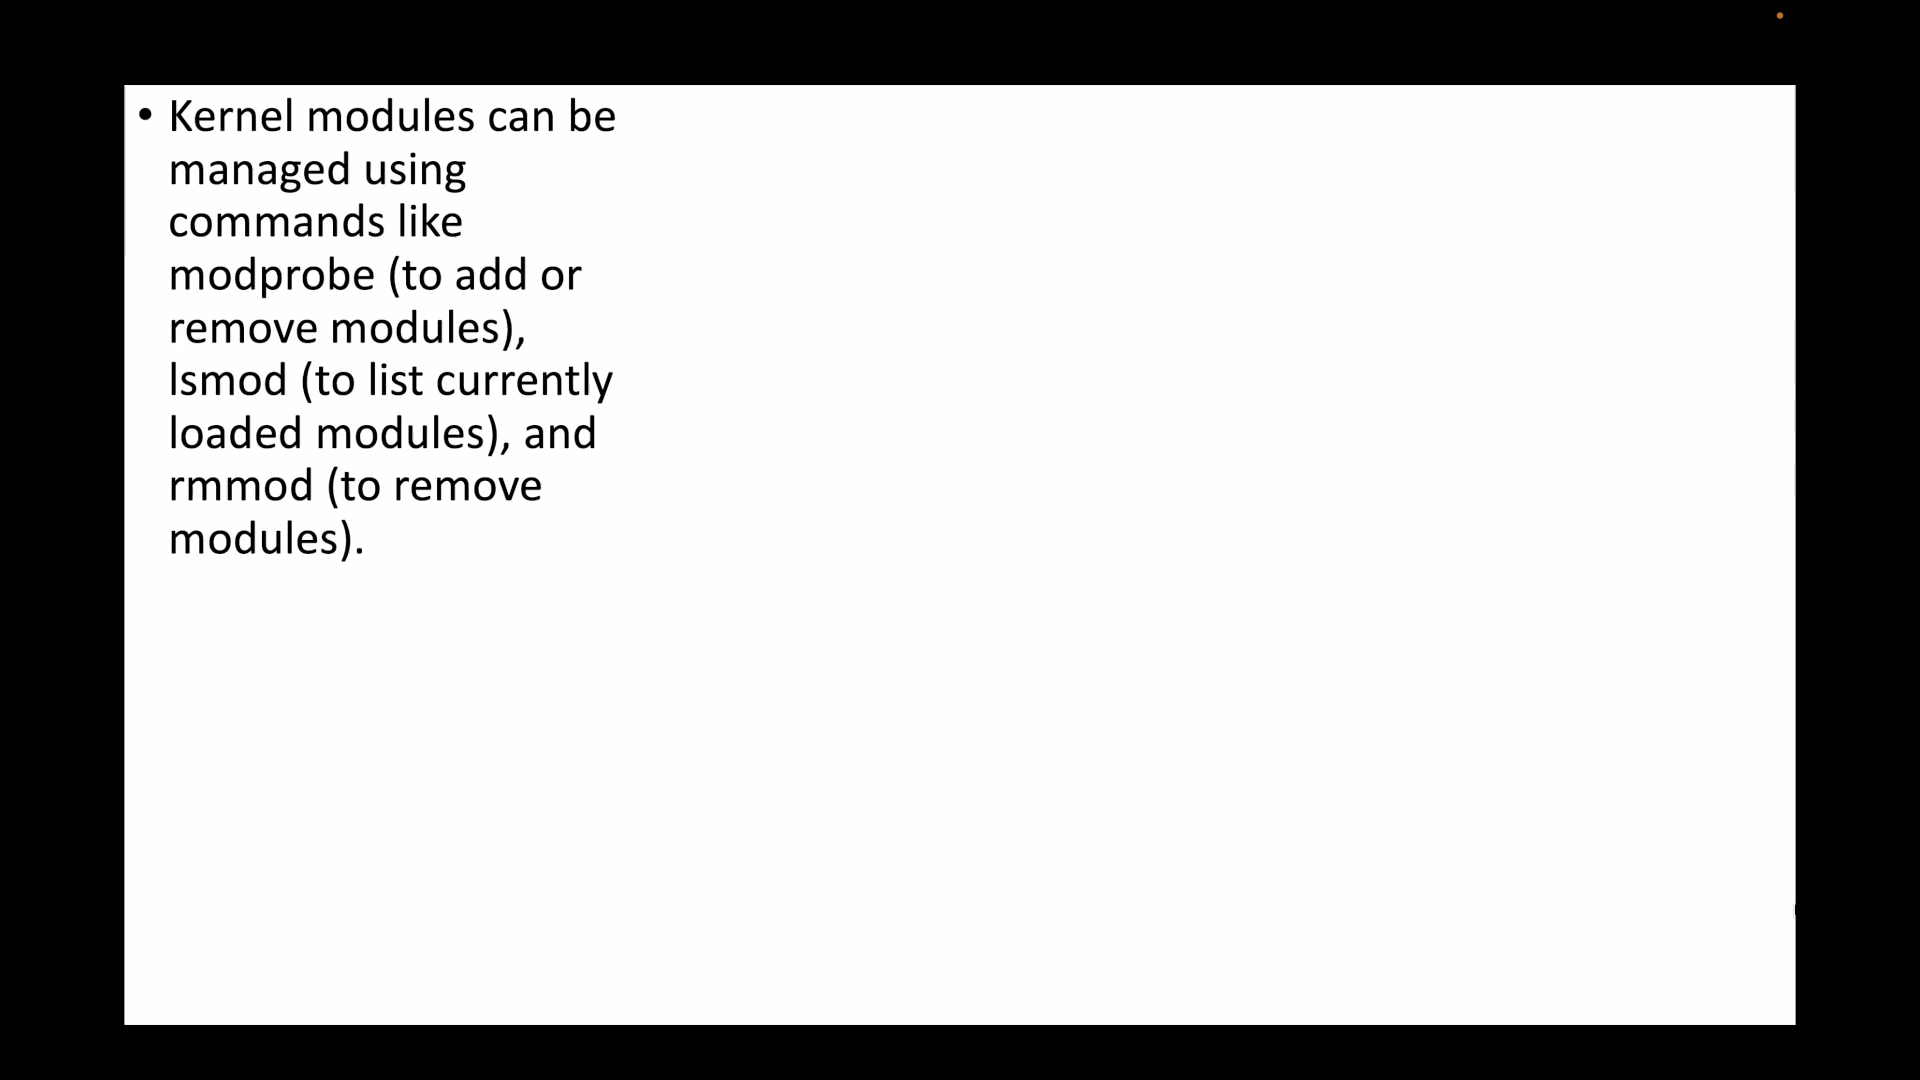 • Kernel modules can be
managed using
commands like
modprobe (to add or
remove modules),
lsmod (to list currently
loaded modules), and
rmmod (to remove
modules).